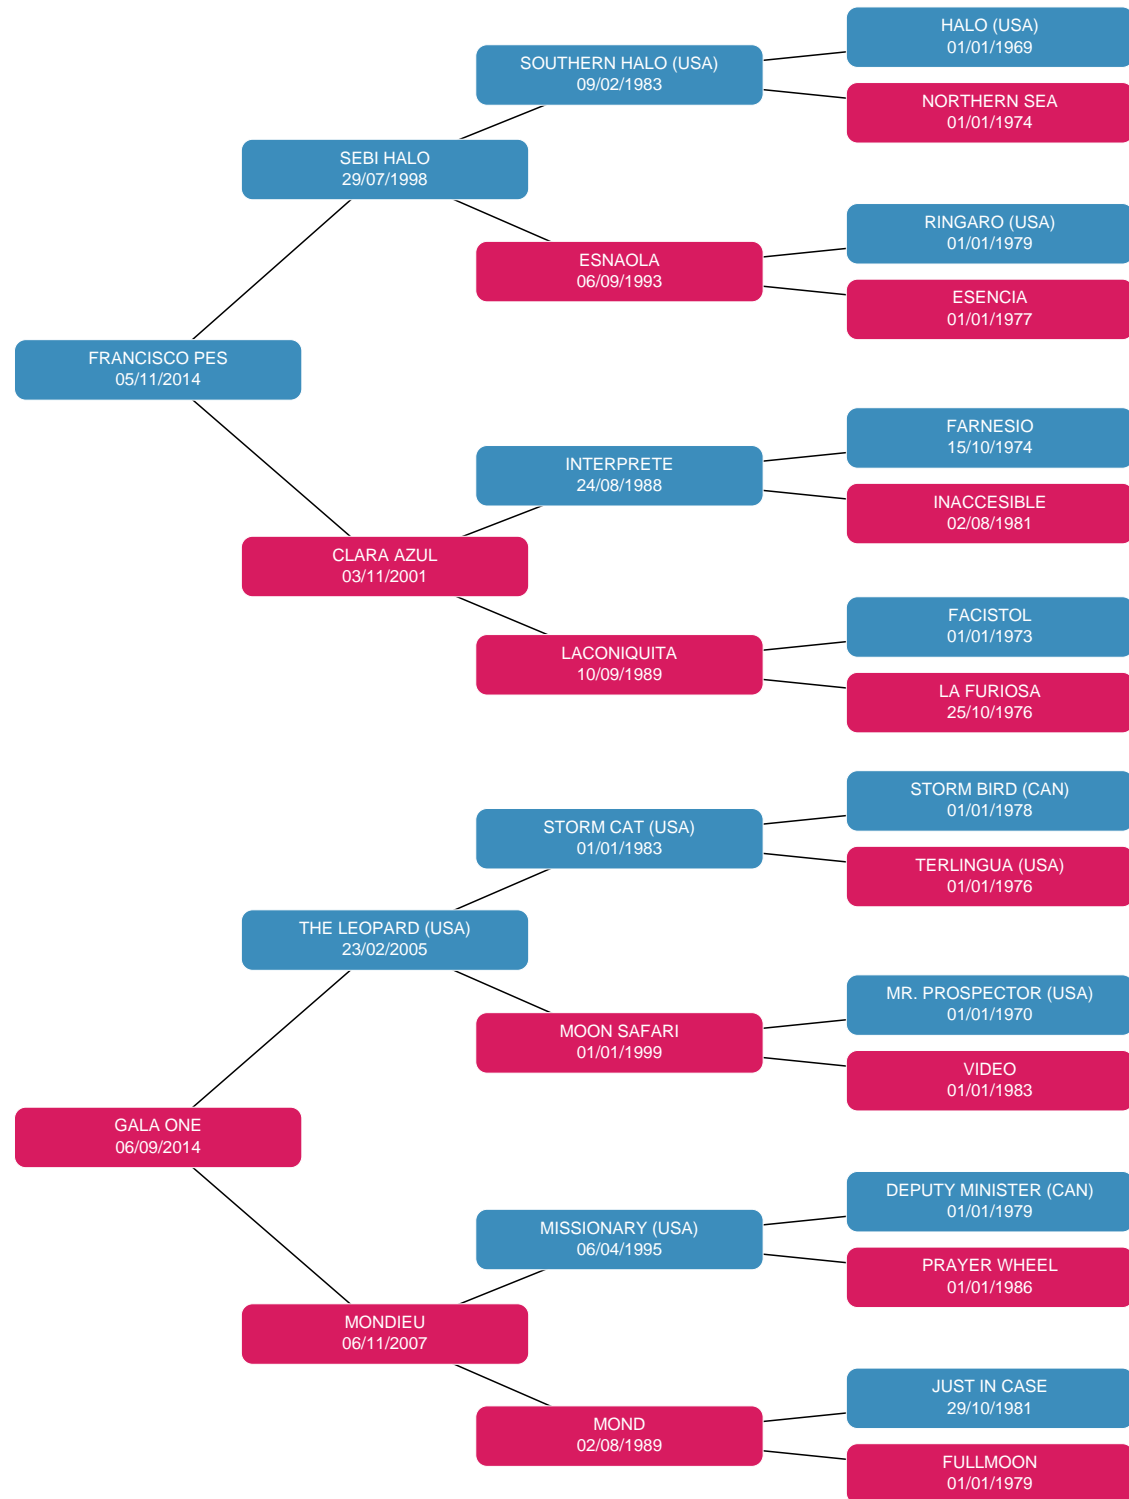 HALO (USA)
01/01/1969
SOUTHERN HALO (USA)
09/02/1983
NORTHERN SEA
01/01/1974
SEBI HALO
29/07/1998
RINGARO (USA)
01/01/1979
ESNAOLA
06/09/1993
ESENCIA
01/01/1977
FRANCISCO PES
05/11/2014
FARNESIO
15/10/1974
INTERPRETE
24/08/1988
INACCESIBLE
02/08/1981
CLARA AZUL
03/11/2001
FACISTOL
01/01/1973
LACONIQUITA
10/09/1989
LA FURIOSA
25/10/1976
STORM BIRD (CAN)
01/01/1978
STORM CAT (USA)
01/01/1983
TERLINGUA (USA)
01/01/1976
THE LEOPARD (USA)
23/02/2005
MR. PROSPECTOR (USA)
01/01/1970
MOON SAFARI
01/01/1999
VIDEO
01/01/1983
GALA ONE
06/09/2014
DEPUTY MINISTER (CAN)
01/01/1979
MISSIONARY (USA)
06/04/1995
PRAYER WHEEL
01/01/1986
MONDIEU
06/11/2007
JUST IN CASE
29/10/1981
MOND
02/08/1989
FULLMOON
01/01/1979